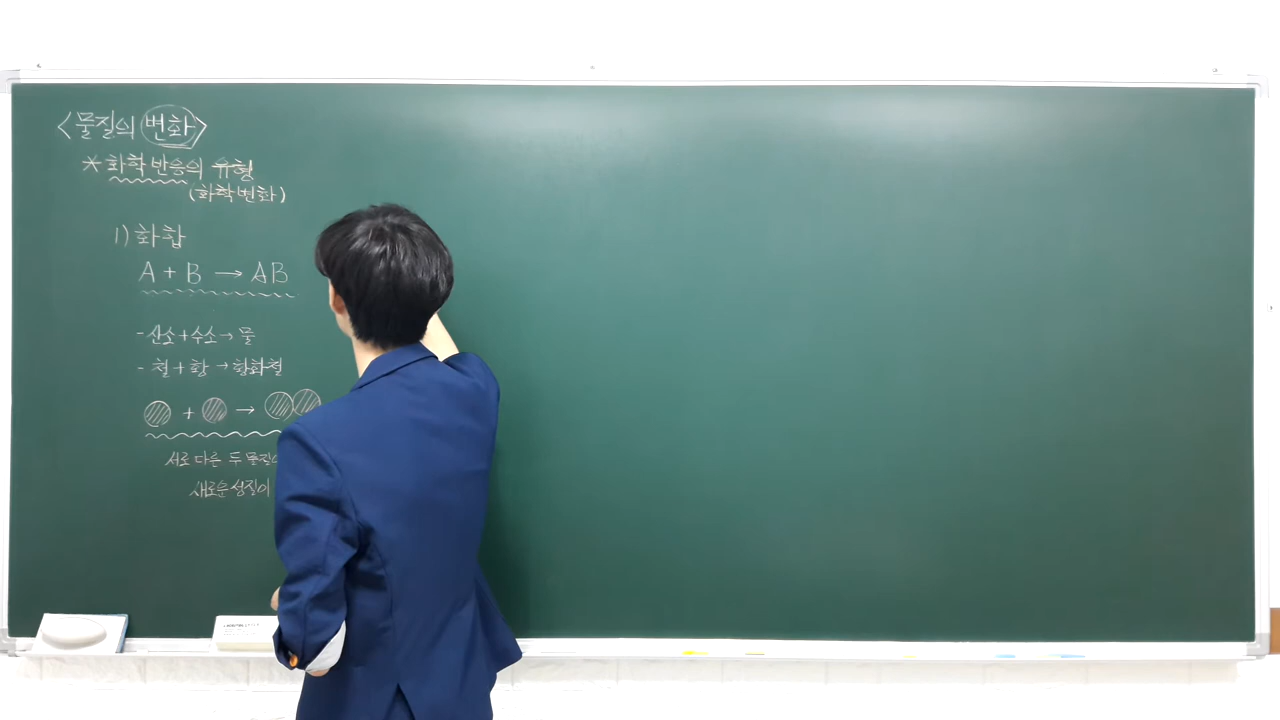 <물질의 변화>
* 화학 반응의 유형
(화학변화)
1) 화합
A + B → AB
- 산소 + 수소 → 물
- 철 + 황 → 황화철
+ →
서로 다른 두 물질
새로운 성질이